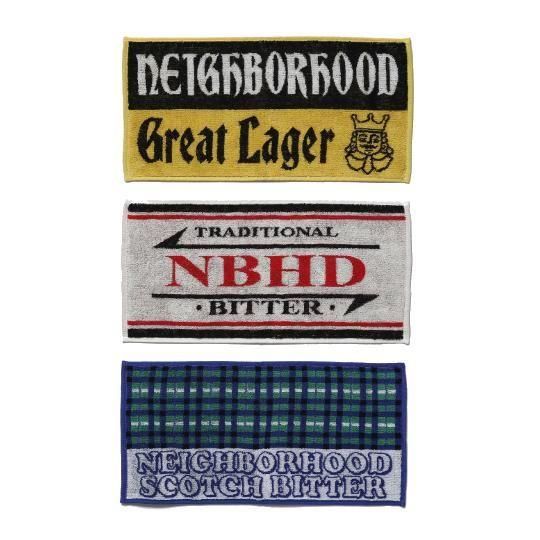 NEIGHBORHOOD
Great Lager
TRADITIONAL
NBHD
· BITTER ·
NEIGHBORHOOD
SCOTCH BITTER